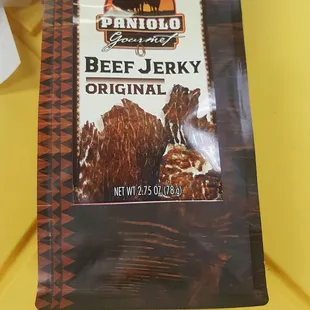 PANIOLO
Gourmet
BEEF JERKY
ORIGINAL
NET WT 2.75 OZ (78g)